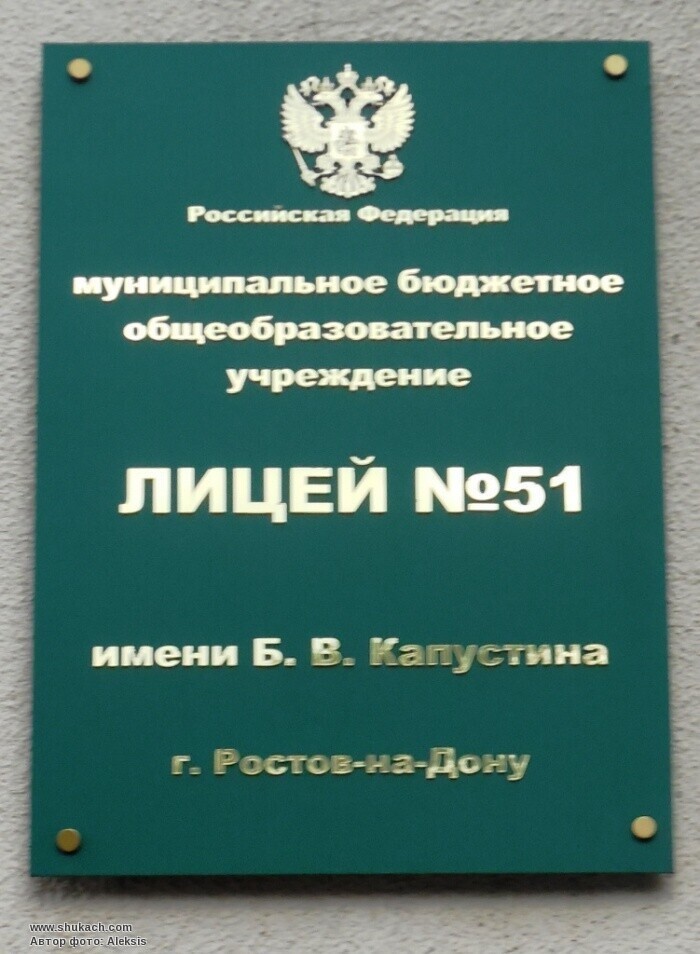 Российская Федерация
муниципальное бюджетное
общеобразовательное
учреждение
ЛИЦЕЙ №51
имени Б. В. Капустина
г. Ростов-на-Дону
www.shukach.com
Автор фото: Aleksis